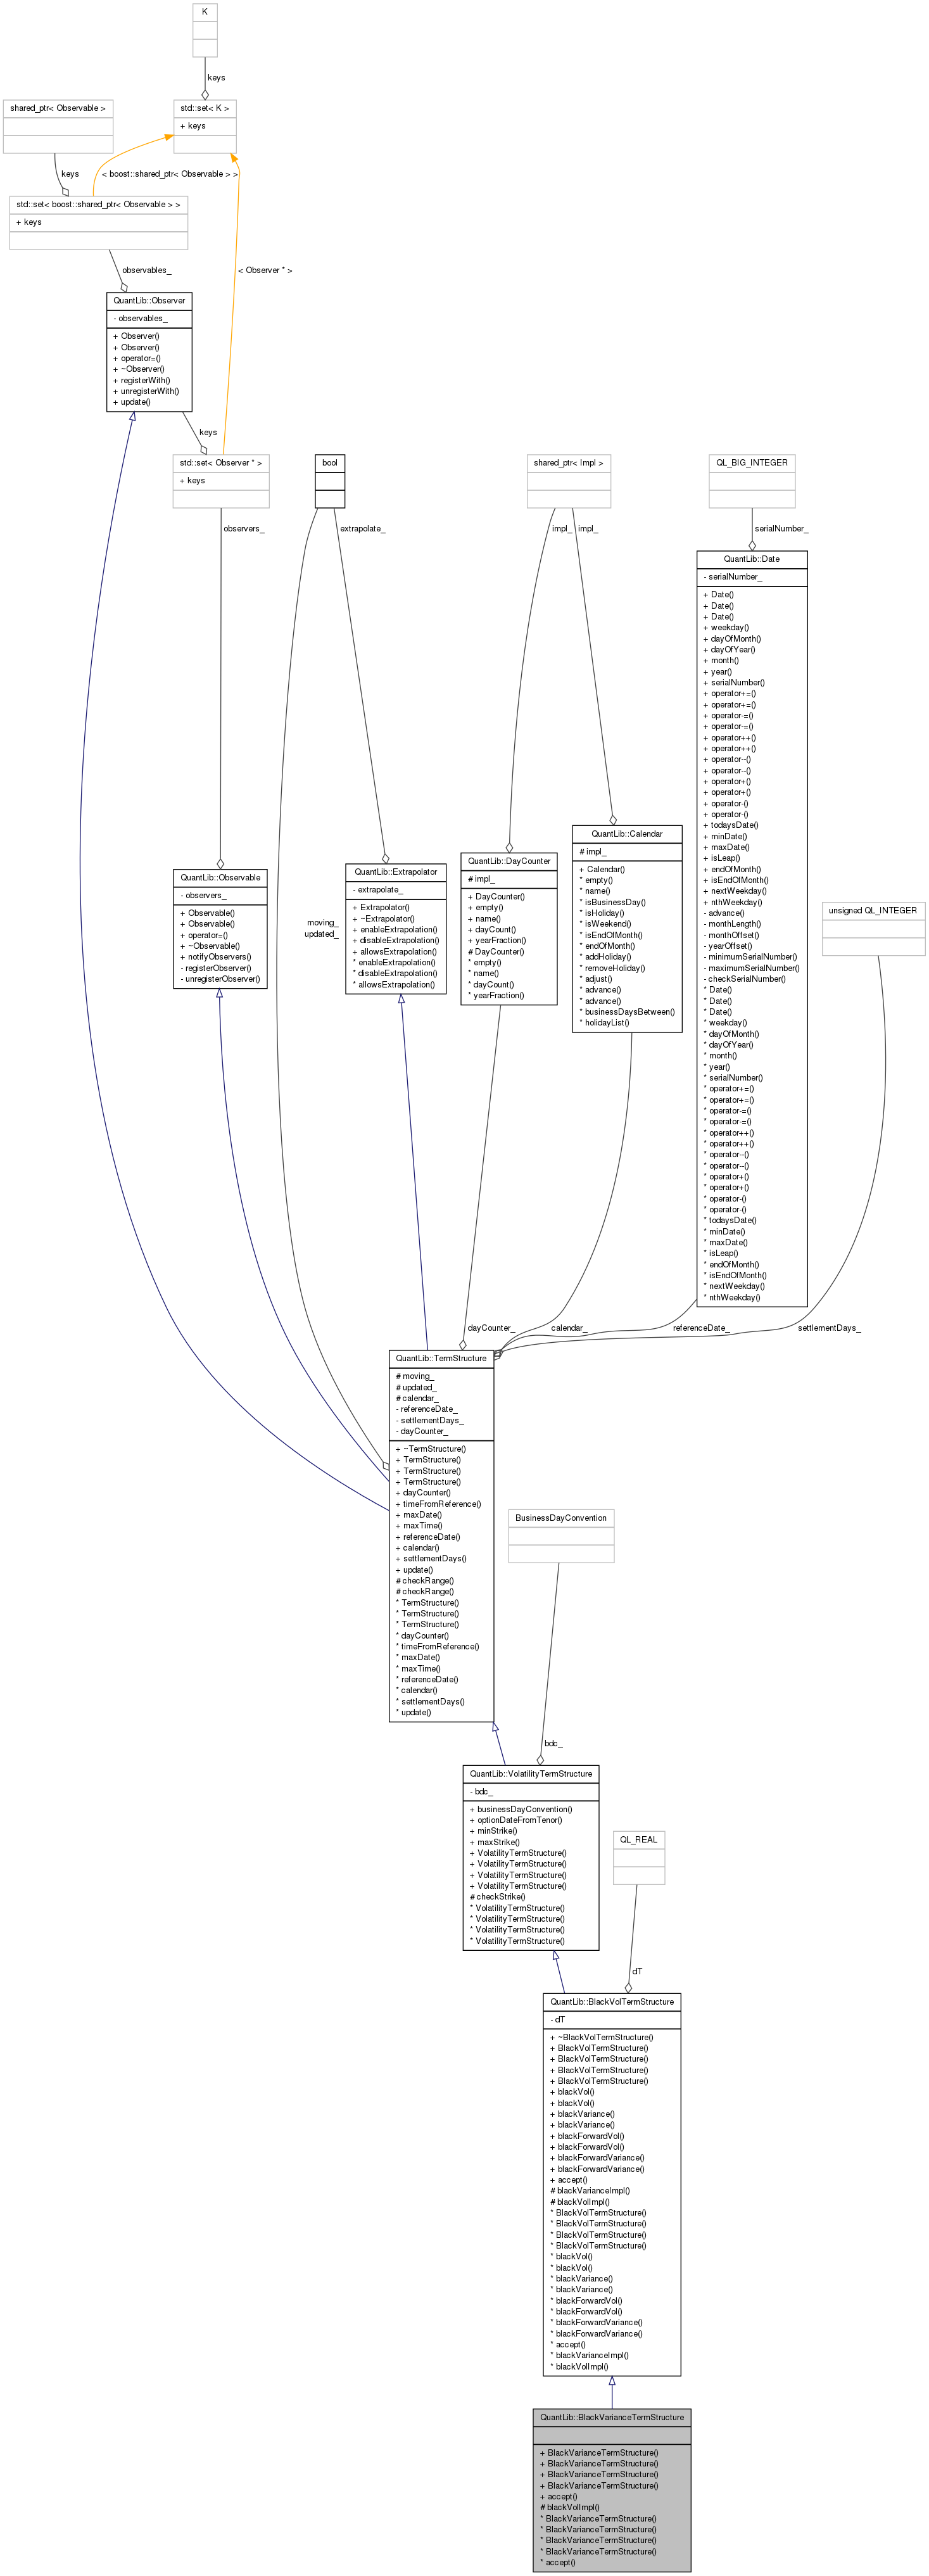 K
keys
shared_ptr< Observable >
std::set< K >
+ keys
keys
< boost::shared_ptr< Observable > >
std::set< boost::shared_ptr< Observable > >
+ keys
observables_
< Observer * >
QuantLib::Observer
- observables_
+ Observer()
+ Observer()
+ operator=()
+ ~Observer()
+ registerWith()
+ unregisterWith()
+ update()
keys
std::set< Observer * >
+ keys
bool
shared_ptr< Impl >
QL_BIG_INTEGER
observers_
extrapolate_
impl_
impl_
serialNumber_
QuantLib::Date
- serialNumber_
+ Date()
+ Date()
+ Date()
+ weekday()
+ dayOfMonth()
+ dayOfYear()
+ month()
+ year()
+ serialNumber()
+ operator+=()
+ operator+=()
+ operator-=()
+ operator-=()
+ operator++()
+ operator++()
+ operator--()
+ operator--()
+ operator+()
+ operator+()
+ operator-()
+ operator-()
+ todaysDate()
+ minDate()
+ maxDate()
+ isLeap()
+ endOfMonth()
+ isEndOfMonth()
+ nextWeekday()
+ nthWeekday()
- advance()
- monthLength()
- monthOffset()
- yearOffset()
- minimumSerialNumber()
- maximumSerialNumber()
- checkSerialNumber()
* Date()
* Date()
* Date()
* weekday()
* dayOfMonth()
* dayOfYear()
* month()
* year()
* serialNumber()
* operator+=()
* operator+=()
* operator-=()
* operator-=()
* operator++()
* operator++()
* operator--()
* operator--()
* operator+()
* operator+()
* operator-()
* operator-()
* todaysDate()
* minDate()
* maxDate()
* isLeap()
* endOfMonth()
* isEndOfMonth()
* nextWeekday()
* nthWeekday()
QuantLib::Calendar
# impl_
+ Calendar()
* empty()
* name()
* isBusinessDay()
* isHoliday()
* isWeekend()
* isEndOfMonth()
* endOfMonth()
* addHoliday()
* removeHoliday()
* adjust()
* advance()
* advance()
* businessDaysBetween()
* holidayList()
QuantLib::DayCounter
# impl_
+ DayCounter()
+ empty()
+ name()
+ dayCount()
+ yearFraction()
# DayCounter()
* empty()
* name()
* dayCount()
* yearFraction()
QuantLib::Extrapolator
- extrapolate_
+ Extrapolator()
+ ~Extrapolator()
+ enableExtrapolation()
+ disableExtrapolation()
+ allowsExtrapolation()
* enableExtrapolation()
* disableExtrapolation()
* allowsExtrapolation()
QuantLib::Observable
- observers_
+ Observable()
+ Observable()
+ operator=()
+ ~Observable()
+ notifyObservers()
- registerObserver()
- unregisterObserver()
moving_
updated_
unsigned QL_INTEGER
dayCounter_
calendar_
referenceDate_
settlementDays_
QuantLib::TermStructure
# moving_
# updated_
# calendar_
- referenceDate_
- settlementDays_
- dayCounter_
+ ~TermStructure()
+ TermStructure()
+ TermStructure()
+ TermStructure()
+ dayCounter()
+ timeFromReference()
+ maxDate()
+ maxTime()
+ referenceDate()
+ calendar()
+ settlementDays()
+ update()
# checkRange()
# checkRange()
* TermStructure()
* TermStructure()
* TermStructure()
* dayCounter()
* timeFromReference()
* maxDate()
* maxTime()
* referenceDate()
* calendar()
* settlementDays()
* update()
BusinessDayConvention
bdc_
QuantLib::VolatilityTermStructure
- bdc_
+ businessDayConvention()
+ optionDateFromTenor()
+ minStrike()
+ maxStrike()
+ VolatilityTermStructure()
+ VolatilityTermStructure()
+ VolatilityTermStructure()
+ VolatilityTermStructure()
# checkStrike()
* VolatilityTermStructure()
* VolatilityTermStructure()
* VolatilityTermStructure()
* VolatilityTermStructure()
QL_REAL
dT
QuantLib::BlackVolTermStructure
- dT
+ ~BlackVolTermStructure()
+ BlackVolTermStructure()
+ BlackVolTermStructure()
+ BlackVolTermStructure()
+ BlackVolTermStructure()
+ blackVol()
+ blackVol()
+ blackVariance()
+ blackVariance()
+ blackForwardVol()
+ blackForwardVol()
+ blackForwardVariance()
+ blackForwardVariance()
+ accept()
# blackVarianceImpl()
# blackVolImpl()
* BlackVolTermStructure()
* BlackVolTermStructure()
* BlackVolTermStructure()
* BlackVolTermStructure()
* blackVol()
* blackVol()
* blackVariance()
* blackVariance()
* blackForwardVol()
* blackForwardVol()
* blackForwardVariance()
* blackForwardVariance()
* accept()
* blackVarianceImpl()
* blackVolImpl()
QuantLib::BlackVarianceTermStructure
+ BlackVarianceTermStructure()
+ BlackVarianceTermStructure()
+ BlackVarianceTermStructure()
+ BlackVarianceTermStructure()
+ accept()
# blackVolImpl()
* BlackVarianceTermStructure()
* BlackVarianceTermStructure()
* BlackVarianceTermStructure()
* BlackVarianceTermStructure()
* accept()